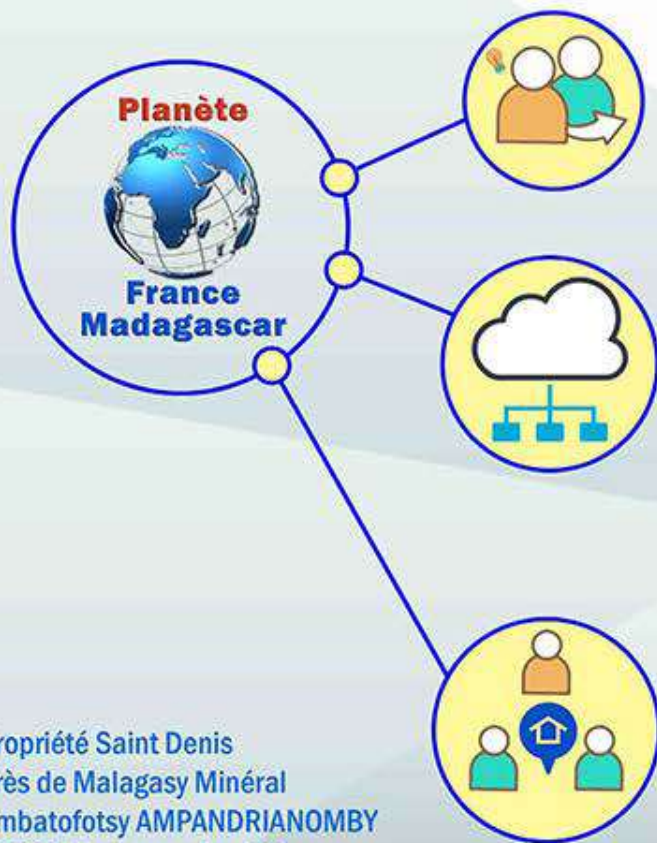 Planète
France
Madagascar
ropriété Saint Denis
rès de Malagasy Minéral
mbatofotsy AMPANDRIANOMBY